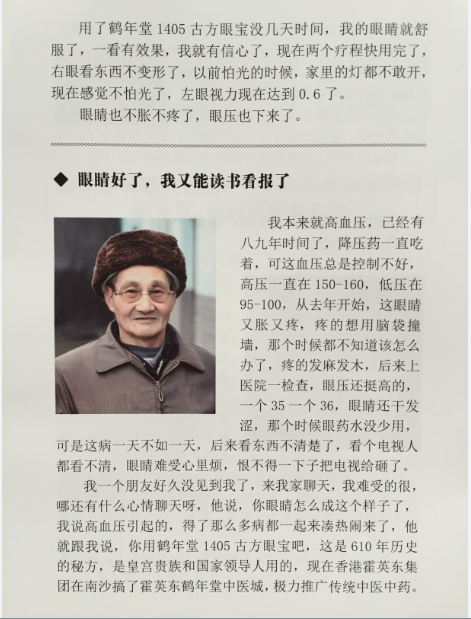 用了鹤年堂 1405 古方眼宝没几天时间，我的眼睛就舒
服了，一看有效果，我就有信心了，现在两个疗程快用完了，
右眼看东西不变形了，以前怕光的时候，家里的灯都不敢开，
现在感觉不怕光了，左眼视力现在达到 0.6 了。
眼睛也不胀不疼了，眼压也下来了。
◆ 眼睛好了，我又能读书看报了
我本来就高血压，已经有
八九年时间了，降压药一直吃
着，可这血压总是控制不好，
高压一直在 150-160，低压在
95-100，从去年开始，这眼睛
又胀又疼，疼的想用脑袋撞
墙，那个时候都不知道该怎么
办了，疼的发麻发木，后来上
医院一检查，眼压还挺高的，
一个 35 一个 36，眼睛还干发
涩，那个时候眼药水没少用，
可是这病一天不如一天，后来看东西不清楚了，看个电视人
都看不清，眼睛难受心里烦，恨不得一下子把电视给砸了。
我一个朋友好久没见到我了，来我家聊天，我难受的很，
哪还有什么心情聊天呀，他说，你眼睛怎么成这个样子了，
我说高血压引起的，得了那么多病都一起来凑热闹来了，他
就跟我说，你用鹤年堂 1405 古方眼宝吧，这是 610 年历史
的秘方，是皇宫贵族和国家领导人用的，现在香港霍英东集
团在南沙搞了霍英东鹤年堂中医城，极力推广传统中医中药。